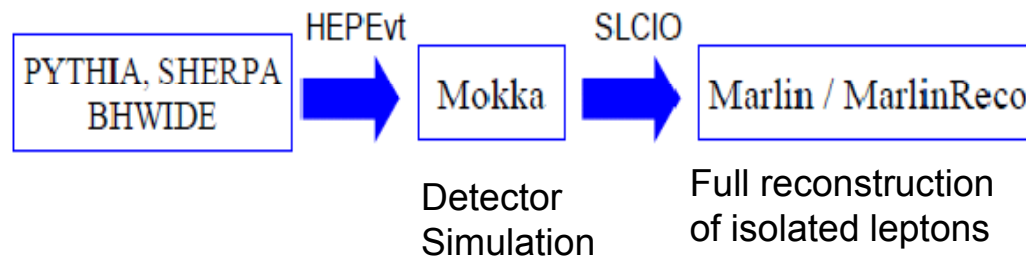 HEPEvt
SLCIO
PYTHIA, SHERPA
BHWIDE
Mokka
Marlin / MarlinReco
Detector
Simulation
Full reconstruction
of isolated leptons